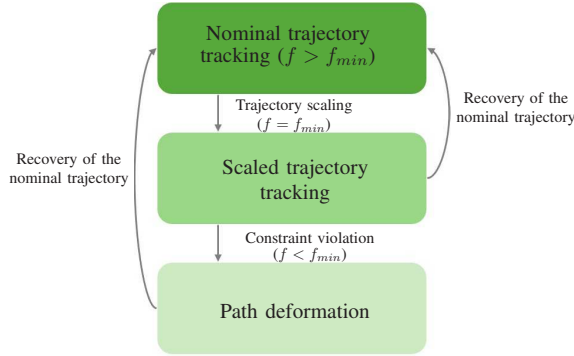 Nominal trajectory
tracking (f > f_min)
Trajectory scaling
(f = f_min)
Recovery of the
nominal trajectory
Recovery of the
nominal trajectory
Scaled trajectory
tracking
Constraint violation
(f < f_min)
Path deformation